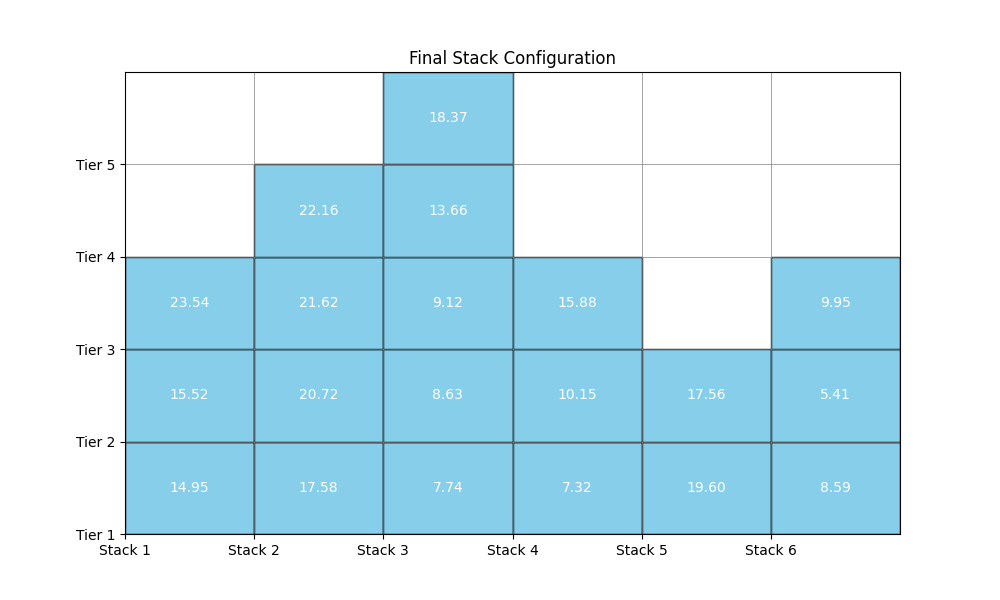 Final Stack Configuration
18.37
Tier 5
22.16 13.66
Tier 4
23.54 21.62 9.12 15.88 9.95
Tier 3
15.52 20.72 8.63 10.15 17.56 5.41
Tier 2
14.95 17.58 7.74 7.32 19.60 8.59
Tier 1
Stack 1 Stack 2 Stack 3 Stack 4 Stack 5 Stack 6